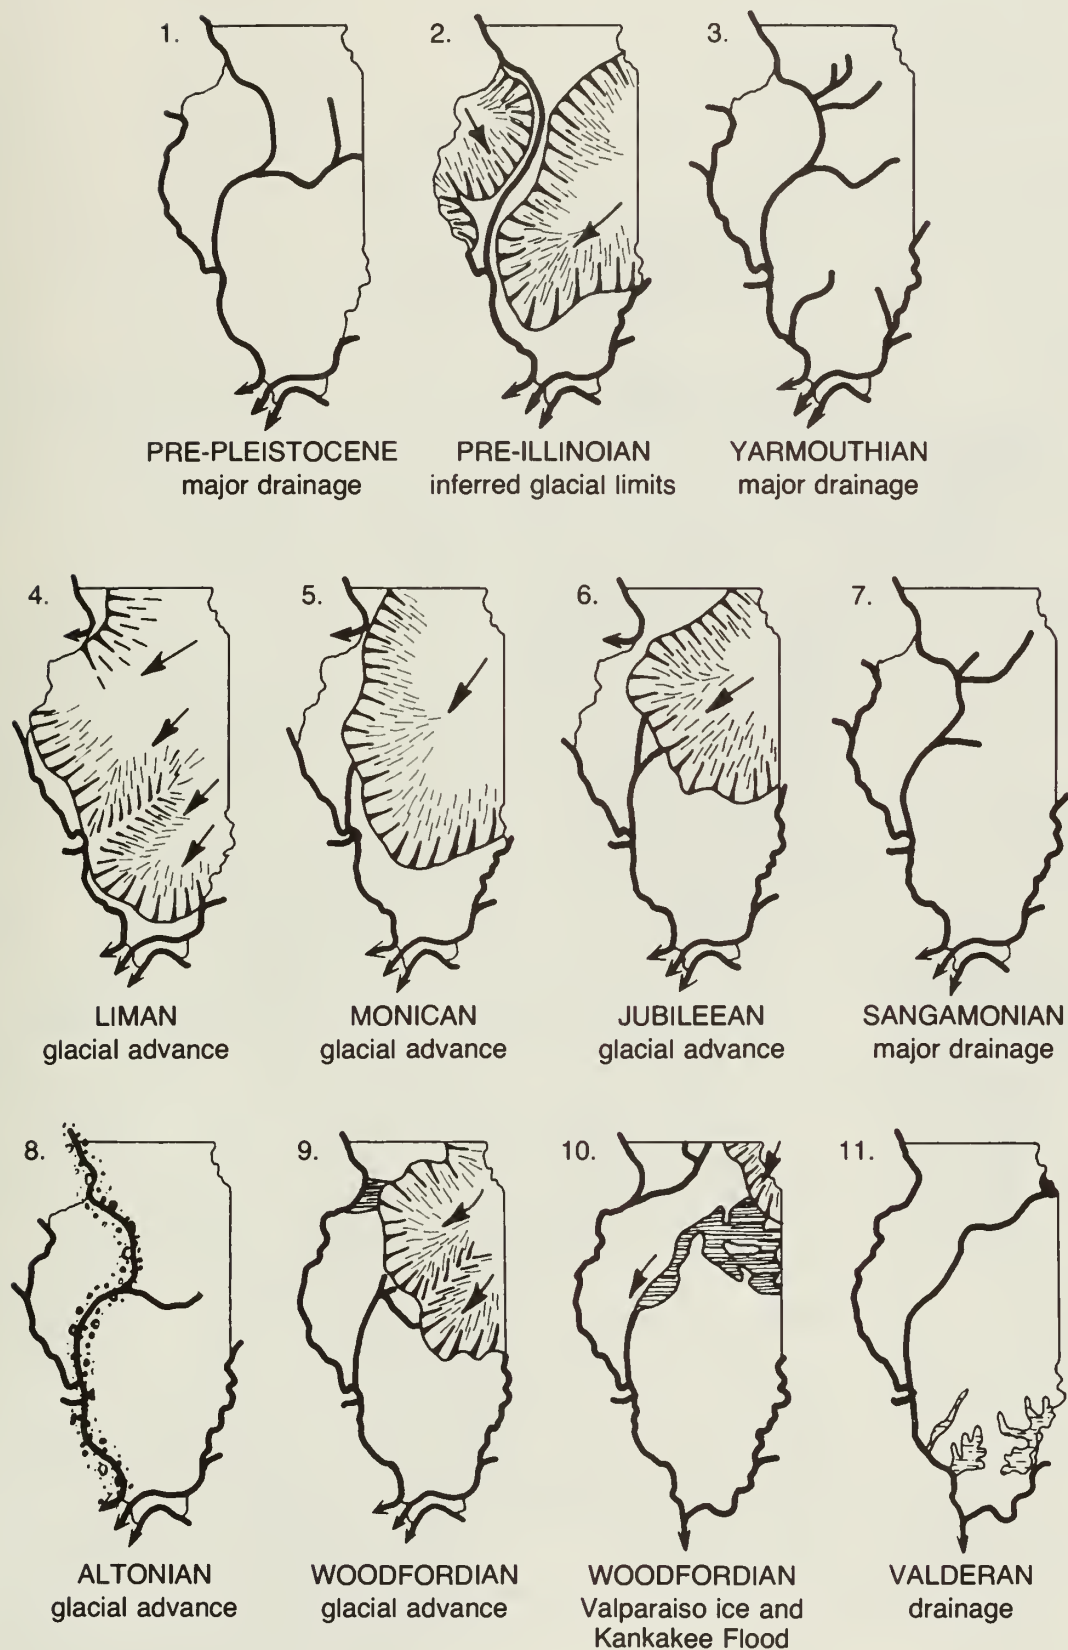 1.
2.
3.
PRE-PLEISTOCENE
major drainage
PRE-ILLINOIAN
inferred glacial limits
YARMOUTHIAN
major drainage
4.
5.
6.
7.
LIMAN
glacial advance
MONICAN
glacial advance
JUBILEEAN
glacial advance
SANGAMONIAN
major drainage
8.
9.
10.
11.
ALTONIAN
glacial advance
WOODFORDIAN
glacial advance
WOODFORDIAN
Valparaiso ice and
Kankakee Flood
VALDERAN
drainage